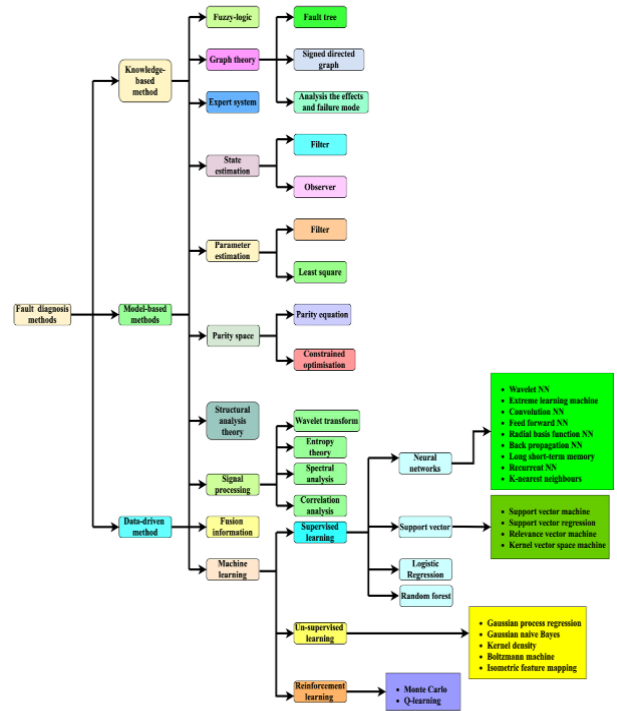 Fault diagnosis
methods
Knowledge-
based
method
Model-based
methods
Data-driven
method
Fuzzy-logic
Graph theory
Expert system
Fault tree
Signed directed
graph
Analysis the effects
and failure mode
State
estimation
Filter
Observer
Parameter
estimation
Filter
Least square
Parity space
Parity equation
Constrained
optimisation
Structural
analysis
theory
Signal
processing
Wavelet transform
Entropy
theory
Spectral
analysis
Correlation
analysis
Fusion
information
Machine
learning
Supervised
learning
Neural
networks
• Wavelet NN
• Extreme learning machine
• Convolution NN
• Feed forward NN
• Radial basis function NN
• Back propagation NN
• Long short-term memory
• Recurrent NN
• K-nearest neighbours
Support vector
• Support vector machine
• Support vector regression
• Relevance vector machine
• Kernel vector space machine
Logistic
Regression
Random forest
Un-supervised
learning
• Gaussian process regression
• Gaussian naive Bayes
• Kernel density
• Boltzmann machine
• Isometric feature mapping
Reinforcement
learning
• Monte Carlo
• Q-learning